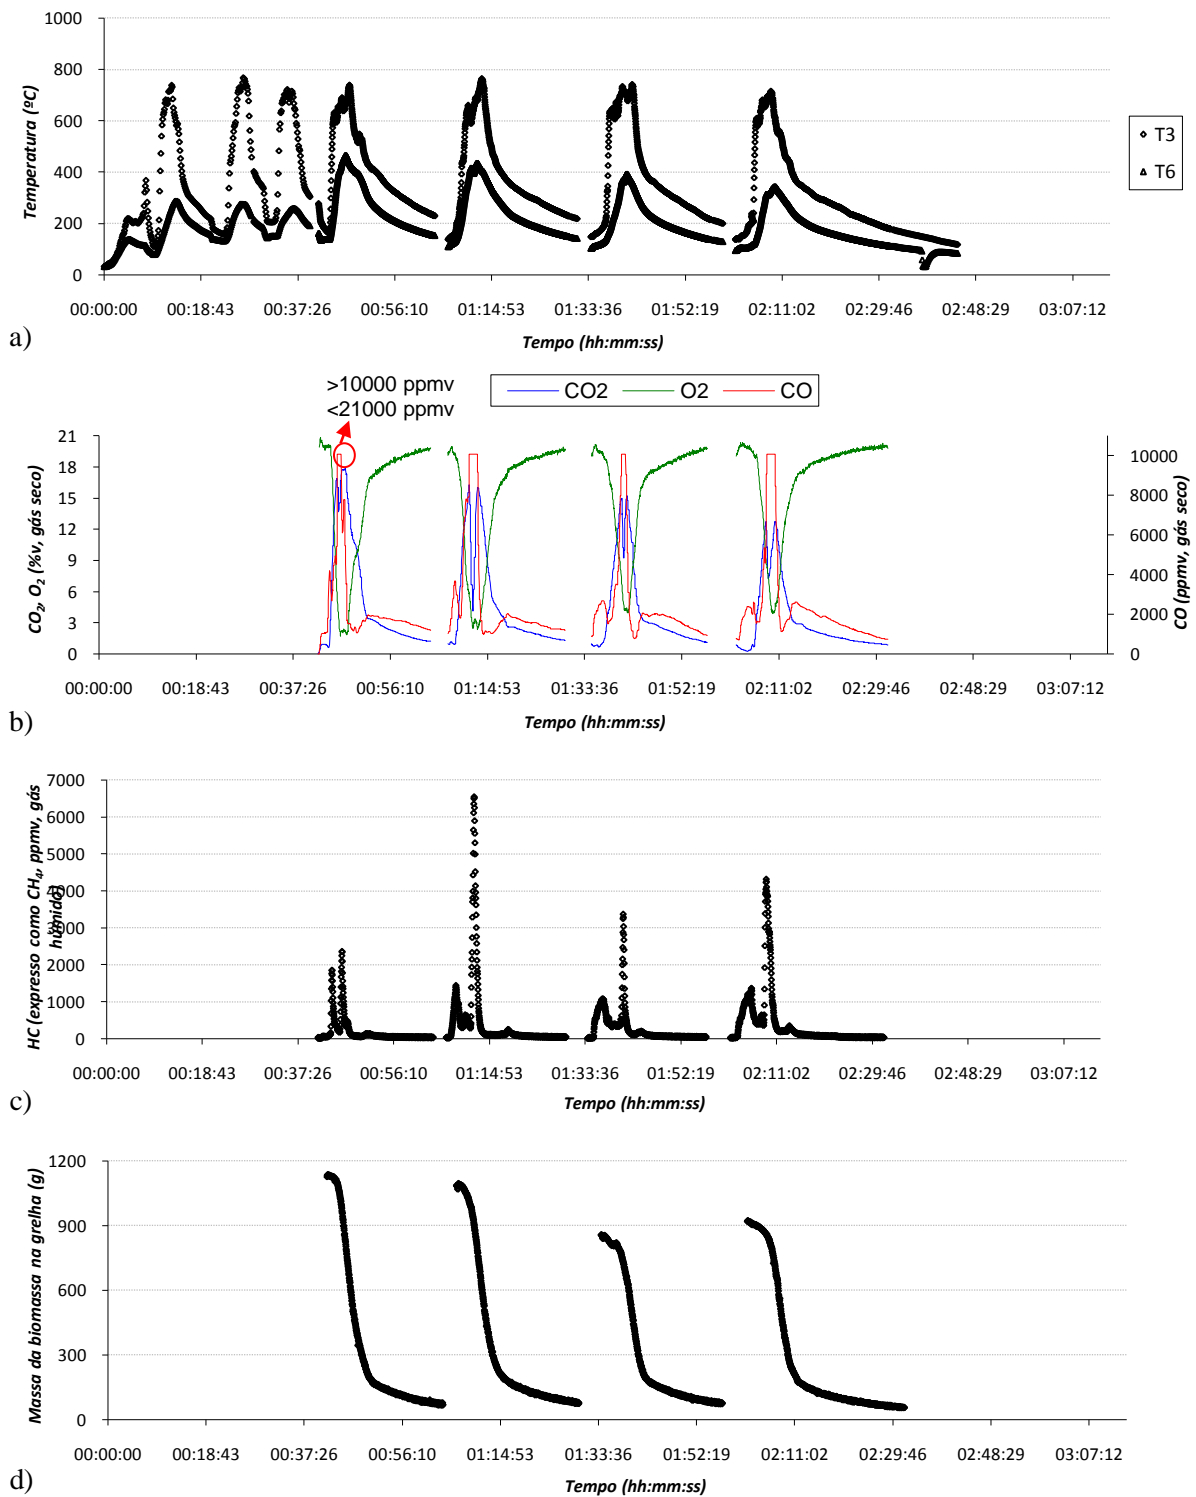 1000
800
600
400
200
0
Temperatura (ºC)
T3
T6
00:00:00 00:18:43 00:37:26 00:56:10 01:14:53 01:33:36 01:52:19 02:11:02 02:29:46 02:48:29 03:07:12
Tempo (hh:mm:ss)
a)
>10000 ppmv
<21000 ppmv
CO2 O2 CO
21
18
15
12
9
6
3
0
CO₂, O₂ (%v, gás seco)
10000
8000
6000
4000
2000
0
CO (ppmv, gás seco)
00:00:00 00:18:43 00:37:26 00:56:10 01:14:53 01:33:36 01:52:19 02:11:02 02:29:46 02:48:29 03:07:12
Tempo (hh:mm:ss)
b)
7000
6000
5000
4000
3000
2000
1000
0
HC (expresso como CH₄, ppmv, gás
húmido)
00:00:00 00:18:43 00:37:26 00:56:10 01:14:53 01:33:36 01:52:19 02:11:02 02:29:46 02:48:29 03:07:12
Tempo (hh:mm:ss)
c)
1200
900
600
300
0
Massa da biomassa na grelha (g)
00:00:00 00:18:43 00:37:26 00:56:10 01:14:53 01:33:36 01:52:19 02:11:02 02:29:46 02:48:29 03:07:12
Tempo (hh:mm:ss)
d)